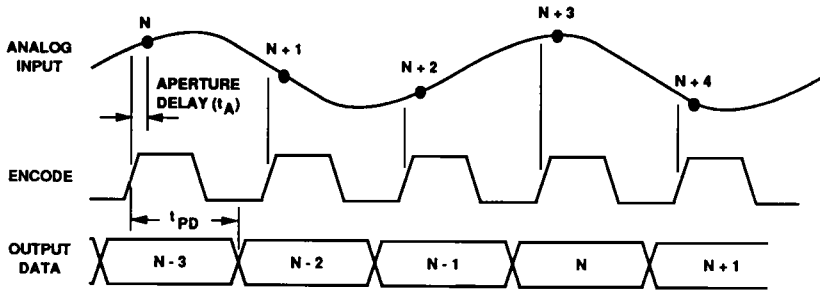 N
N + 1
N + 2
N + 3
N + 4
ANALOG
INPUT
APERTURE
DELAY (tA)
ENCODE
tPD
OUTPUT
DATA
N - 3
N - 2
N - 1
N
N + 1